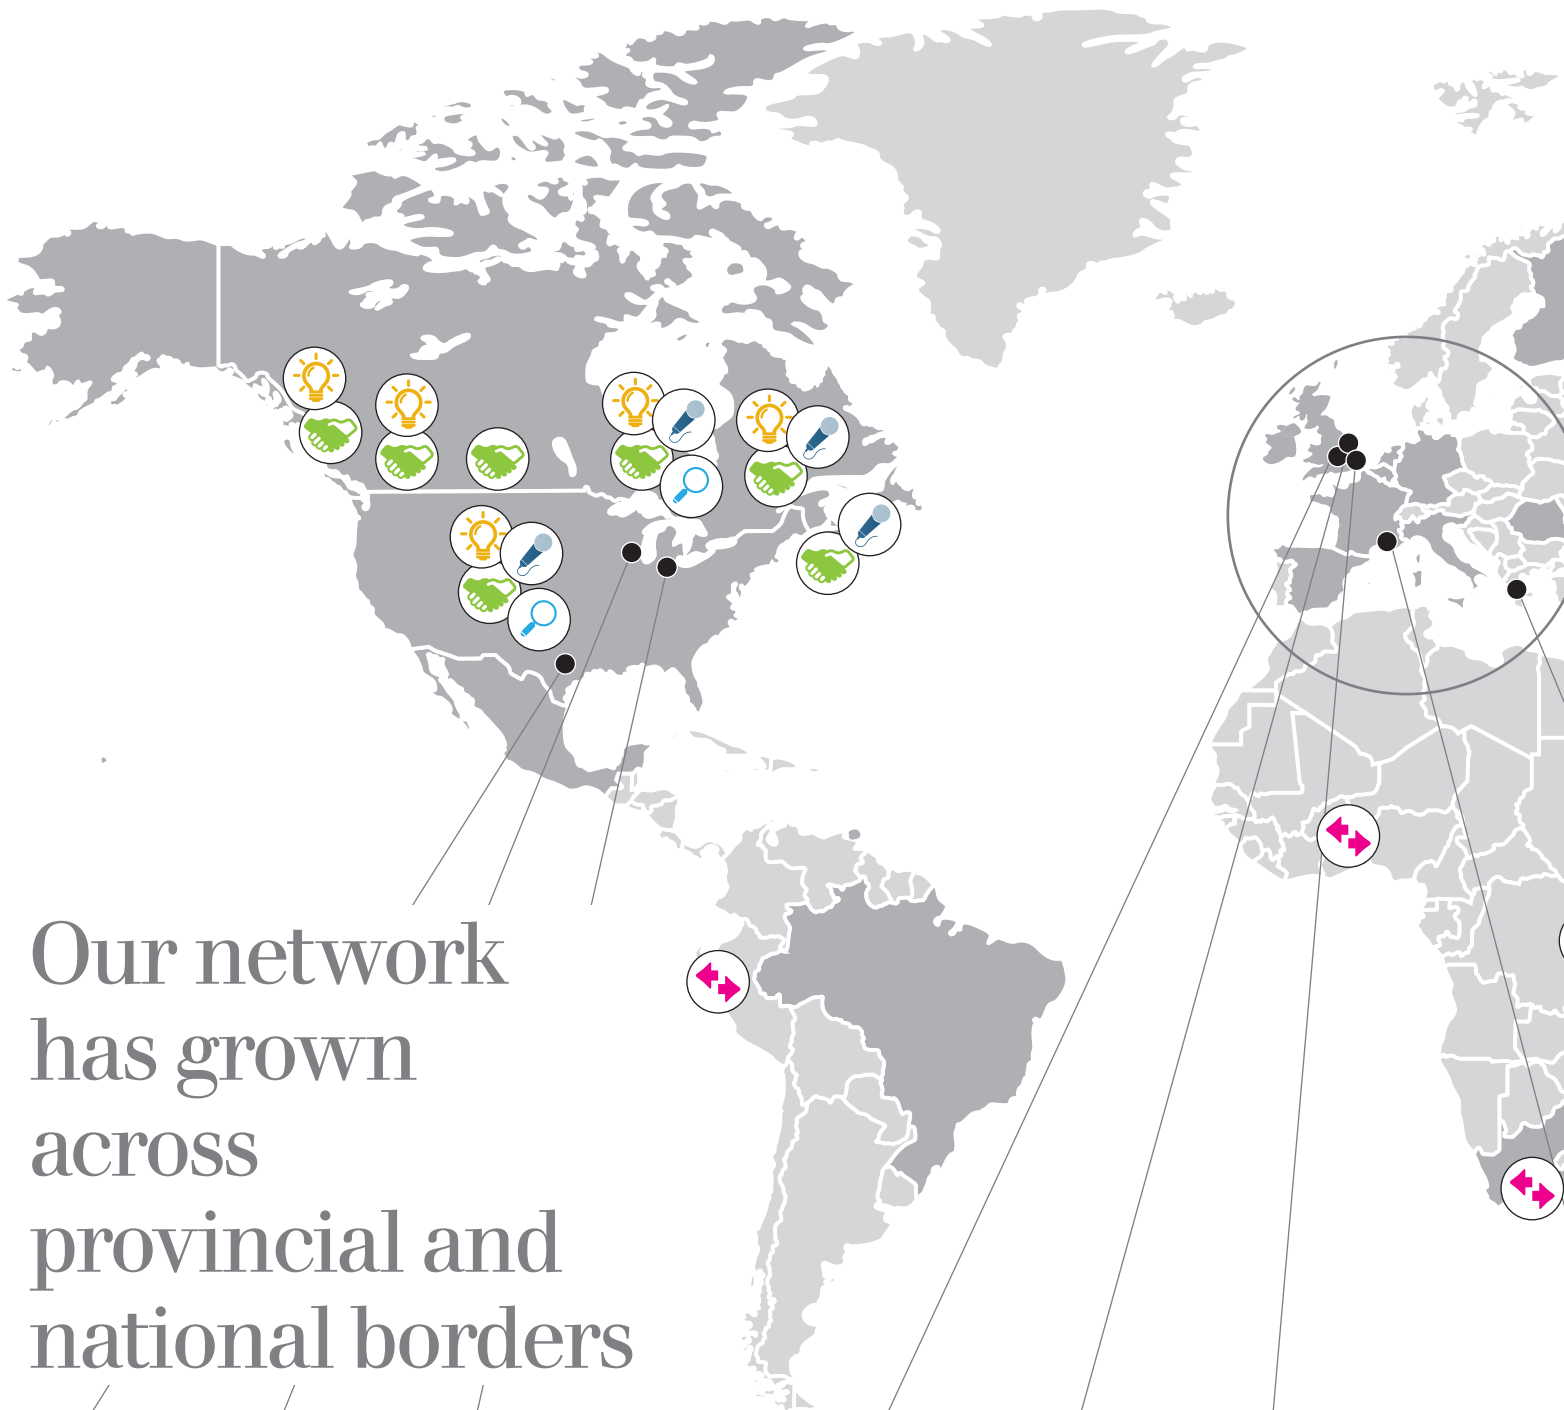 Our network
has grown
across
provincial and
national borders